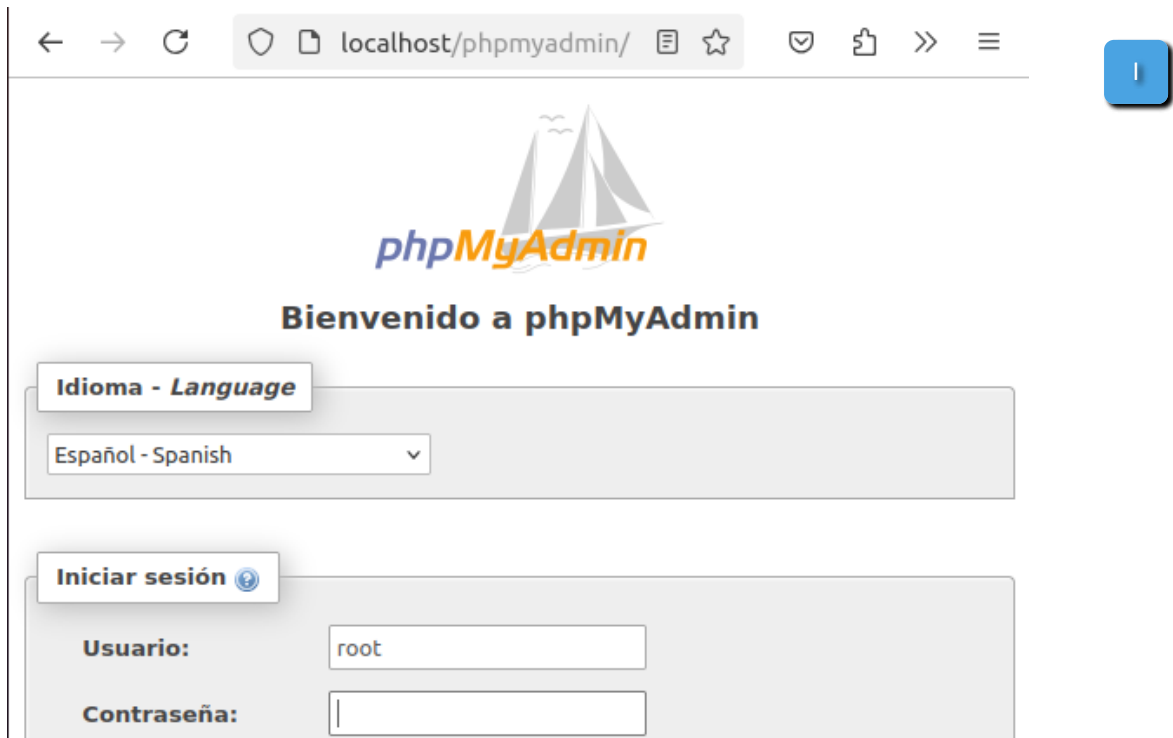 localhost/phpmyadmin/
I
phpMyAdmin
Bienvenido a phpMyAdmin
Idioma - Language
Español - Spanish
Iniciar sesión
Usuario:
root
Contraseña: